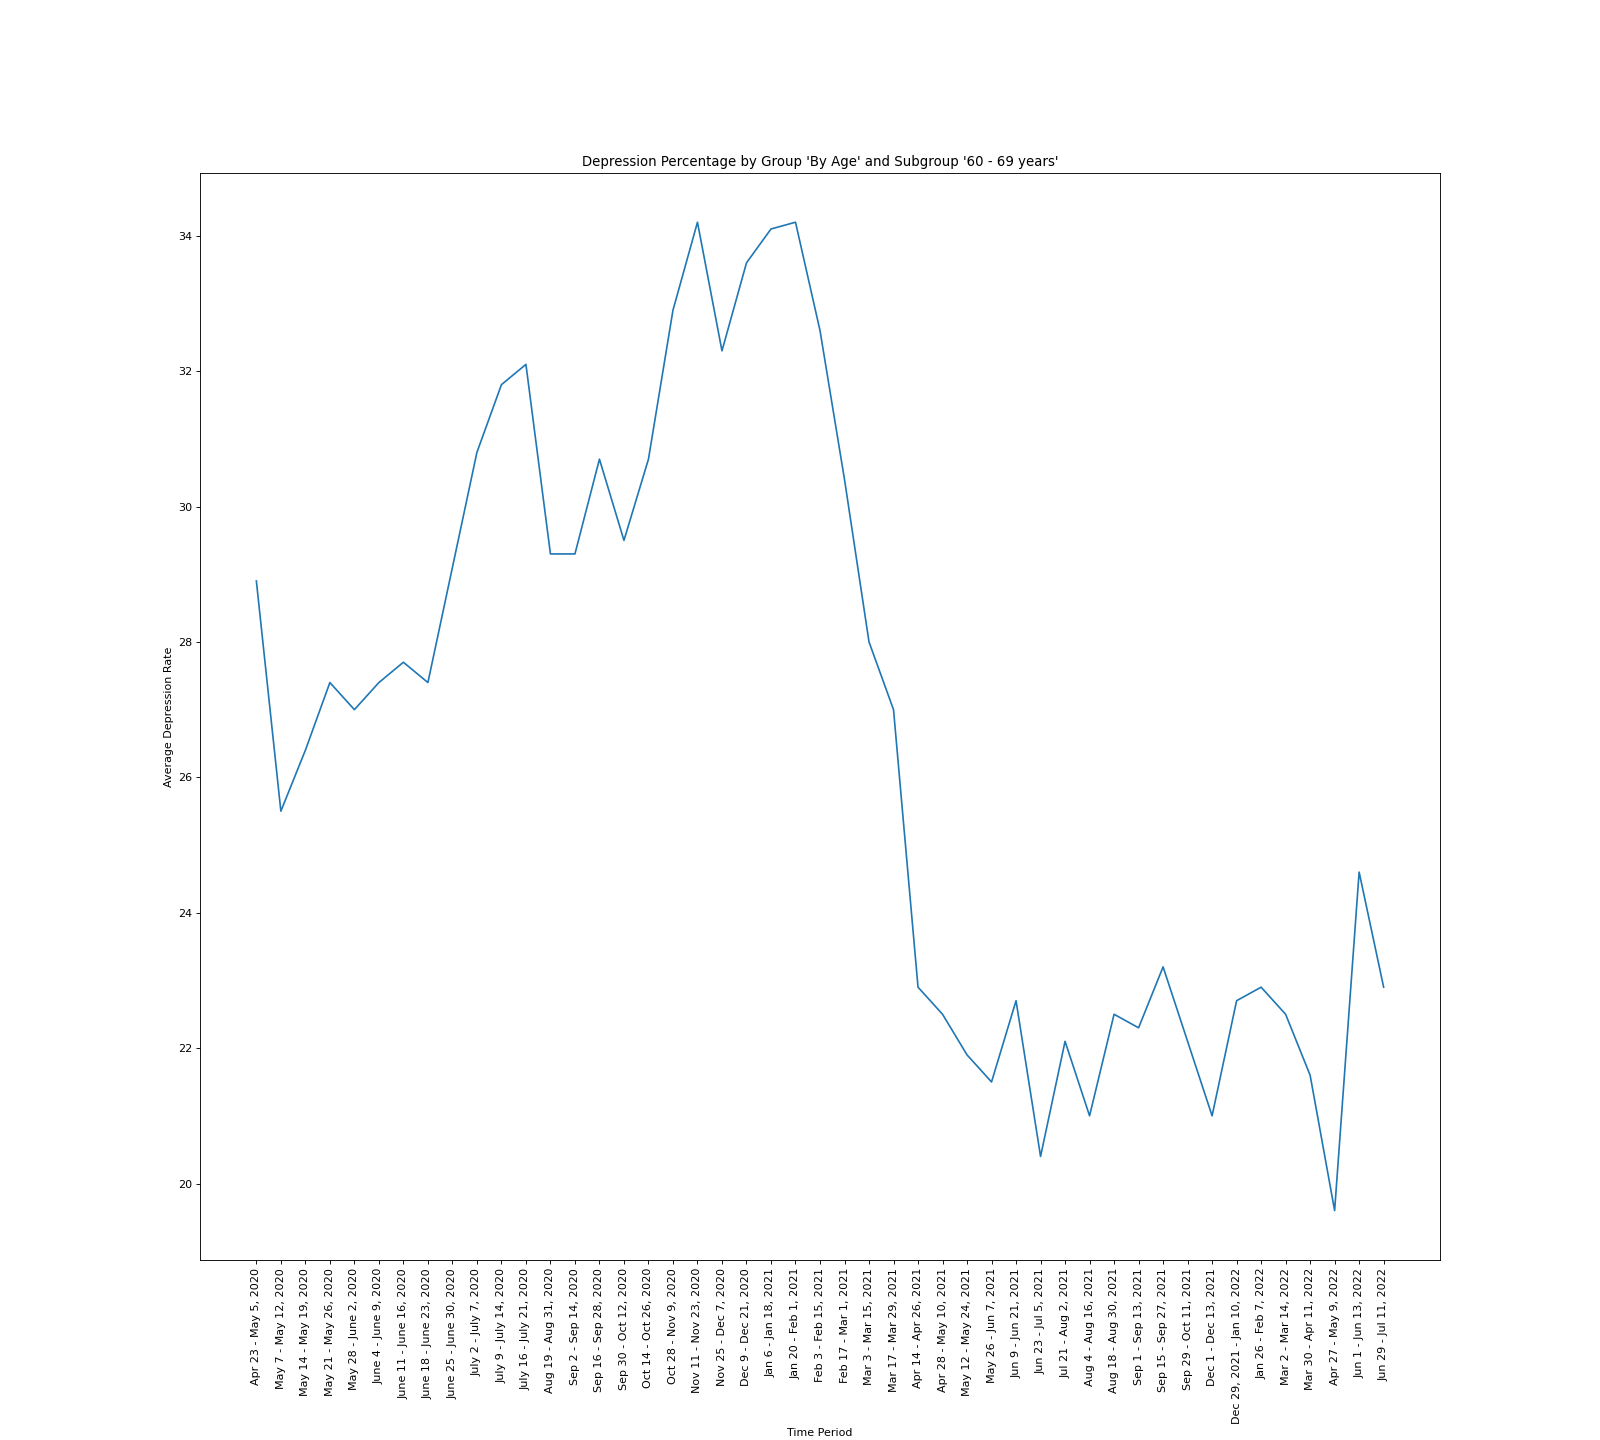 Depression Percentage by Group 'By Age' and Subgroup '60 - 69 years'
Average Depression Rate
34
32
30
28
26
24
22
20
Apr 23 - May 5, 2020
May 7 - May 12, 2020
May 14 - May 19, 2020
May 21 - May 26, 2020
May 28 - June 2, 2020
June 4 - June 9, 2020
June 11 - June 16, 2020
June 18 - June 23, 2020
June 25 - June 30, 2020
July 2 - July 7, 2020
July 9 - July 14, 2020
July 16 - July 21, 2020
Aug 19 - Aug 31, 2020
Sep 2 - Sep 14, 2020
Sep 16 - Sep 28, 2020
Sep 30 - Oct 12, 2020
Oct 14 - Oct 26, 2020
Oct 28 - Nov 9, 2020
Nov 11 - Nov 23, 2020
Nov 25 - Dec 7, 2020
Dec 9 - Dec 21, 2020
Jan 6 - Jan 18, 2021
Jan 20 - Feb 1, 2021
Feb 3 - Feb 15, 2021
Feb 17 - Mar 1, 2021
Mar 3 - Mar 15, 2021
Mar 17 - Mar 29, 2021
Apr 14 - Apr 26, 2021
Apr 28 - May 10, 2021
May 12 - May 24, 2021
May 26 - Jun 7, 2021
Jun 9 - Jun 21, 2021
Jun 23 - Jul 5, 2021
Jul 21 - Aug 2, 2021
Aug 4 - Aug 16, 2021
Aug 18 - Aug 30, 2021
Sep 1 - Sep 13, 2021
Sep 15 - Sep 27, 2021
Sep 29 - Oct 11, 2021
Dec 1 - Dec 13, 2021
Dec 29, 2021 - Jan 10, 2022
Jan 26 - Feb 7, 2022
Mar 2 - Mar 14, 2022
Mar 30 - Apr 11, 2022
Apr 27 - May 9, 2022
Jun 1 - Jun 13, 2022
Jun 29 - Jul 11, 2022
Time Period